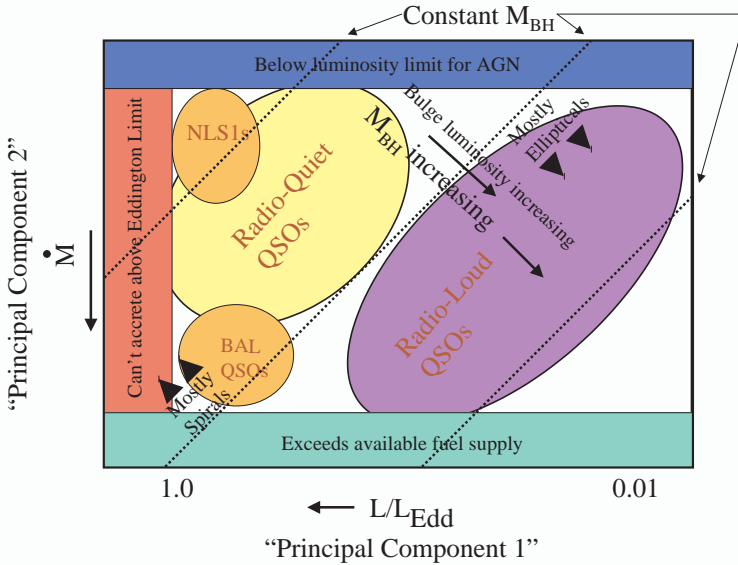 Constant M_BH
Below luminosity limit for AGN
Can't accrete above Eddington Limit
NLS1s
Radio-Quiet
QSOs
Bulge luminosity increasing
M_BH increasing
Mostly
Ellipticals
Radio-Loud
QSOs
BAL
QSOs
Mostly
Spirals
Exceeds available fuel supply
“Principal Component 2”
Ṁ
1.0
0.01
L/L_Edd
“Principal Component 1”